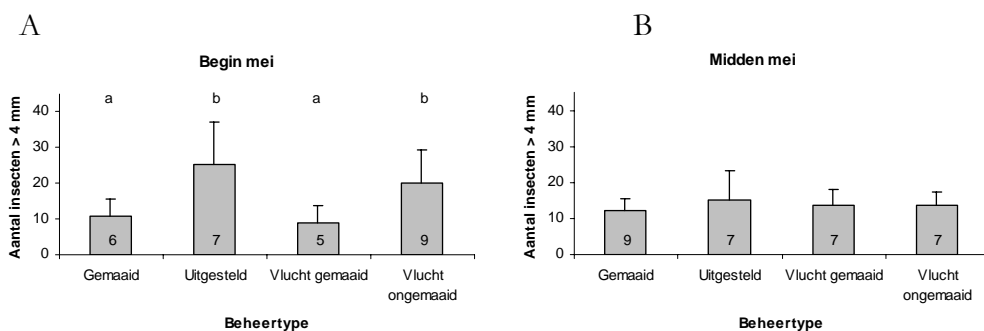 A
Begin mei
Aantal insecten > 4 mm
40
30
20
10
0
a b a b
6 7 5 9
Gemaaid Uitgesteld Vlucht gemaaid Vlucht
ongemaaid
Beheertype
B
Midden mei
Aantal insecten > 4 mm
40
30
20
10
0
9 7 7 7
Gemaaid Uitgesteld Vlucht gemaaid Vlucht
ongemaaid
Beheertype